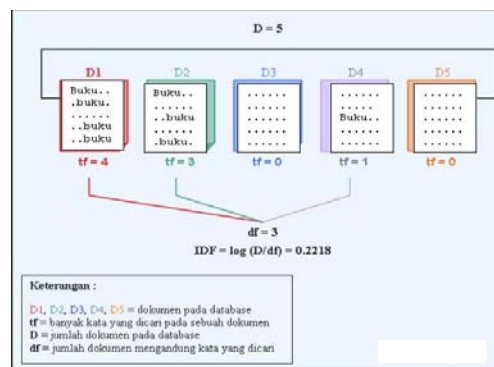 D = 5
D1 D2 D3 D4 D5
Buku..
.buku.
......
..buku
..buku
Buku..
......
..buku
......
.buku.
......
......
......
......
......
......
......
Buku..
......
......
......
......
......
......
......
tf = 4 tf = 3 tf = 0 tf = 1 tf = 0
df = 3
IDF = log (D/df) = 0.2218
Keterangan :
D1, D2, D3, D4, D5 = dokumen pada database
tf = banyak kata yang dicari pada sebuah dokumen
D = jumlah dokumen pada database
df = jumlah dokumen mengandung kata yang dicari